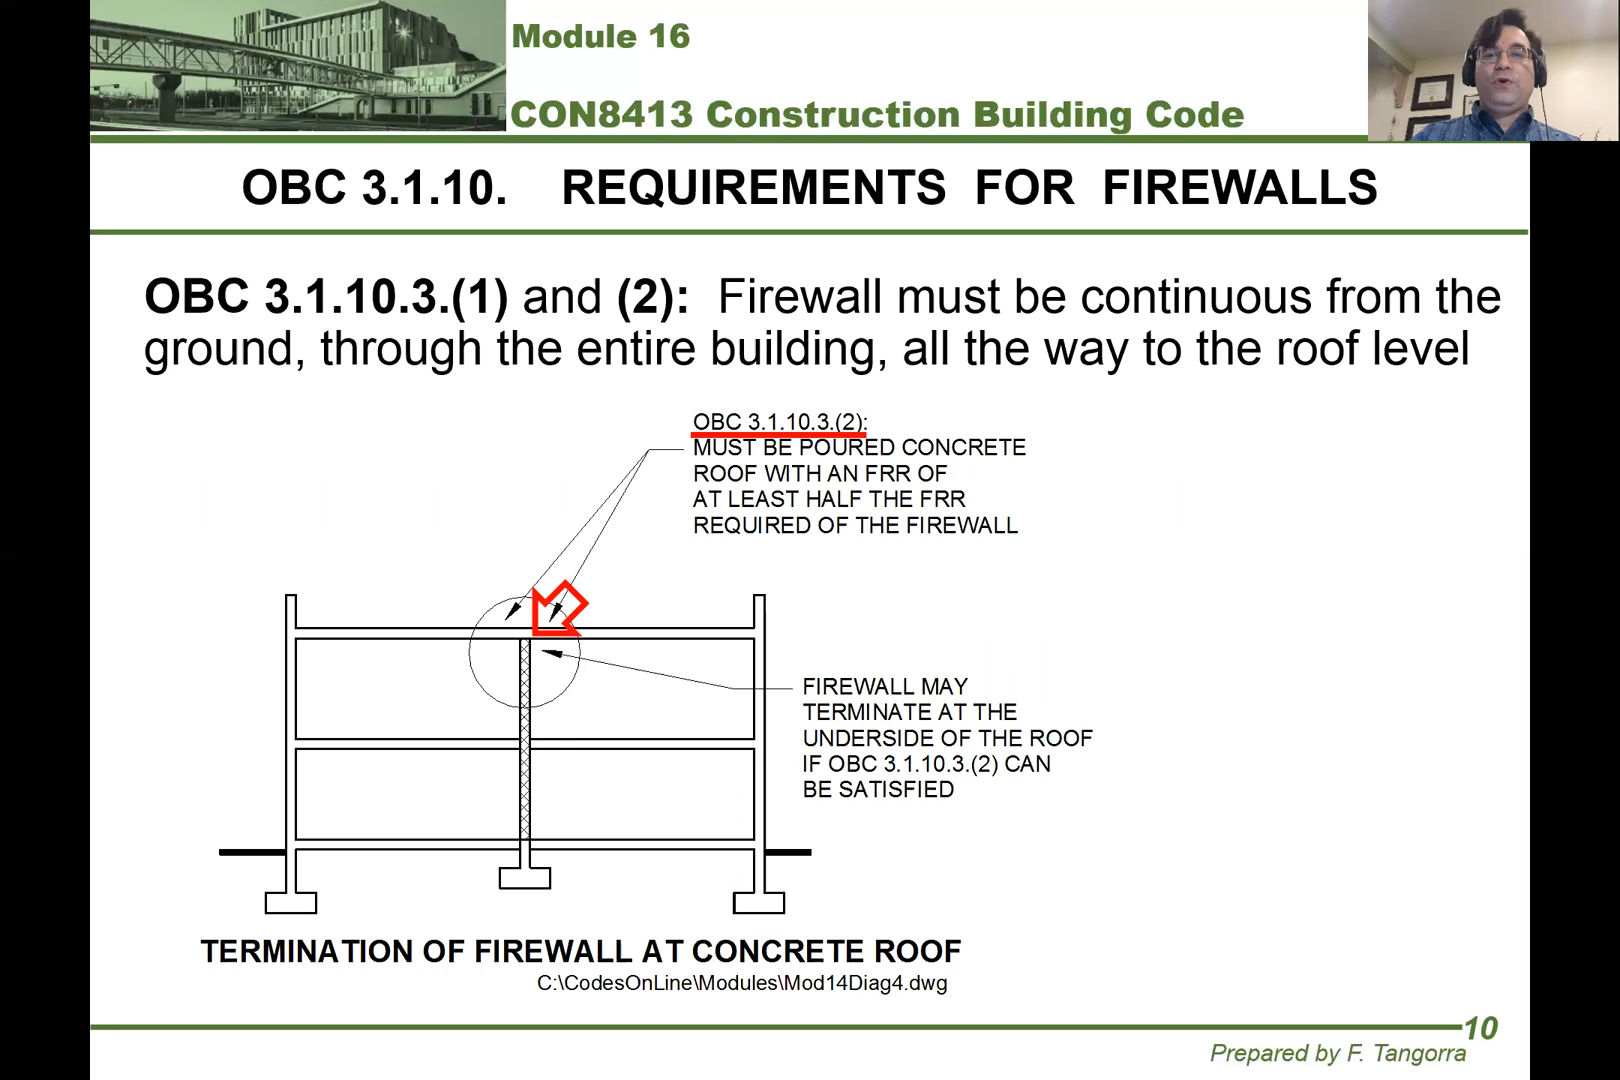 Module 16
CON8413 Construction Building Code
OBC 3.1.10. REQUIREMENTS FOR FIREWALLS
OBC 3.1.10.3.(1) and (2): Firewall must be continuous from the
ground, through the entire building, all the way to the roof level
OBC 3.1.10.3.(2):
MUST BE POURED CONCRETE
ROOF WITH AN FRR OF
AT LEAST HALF THE FRR
REQUIRED OF THE FIREWALL
FIREWALL MAY
TERMINATE AT THE
UNDERSIDE OF THE ROOF
IF OBC 3.1.10.3.(2) CAN
BE SATISFIED
TERMINATION OF FIREWALL AT CONCRETE ROOF
C:\CodesOnLine\Modules\Mod14Diag4.dwg
10
Prepared by F. Tangorra